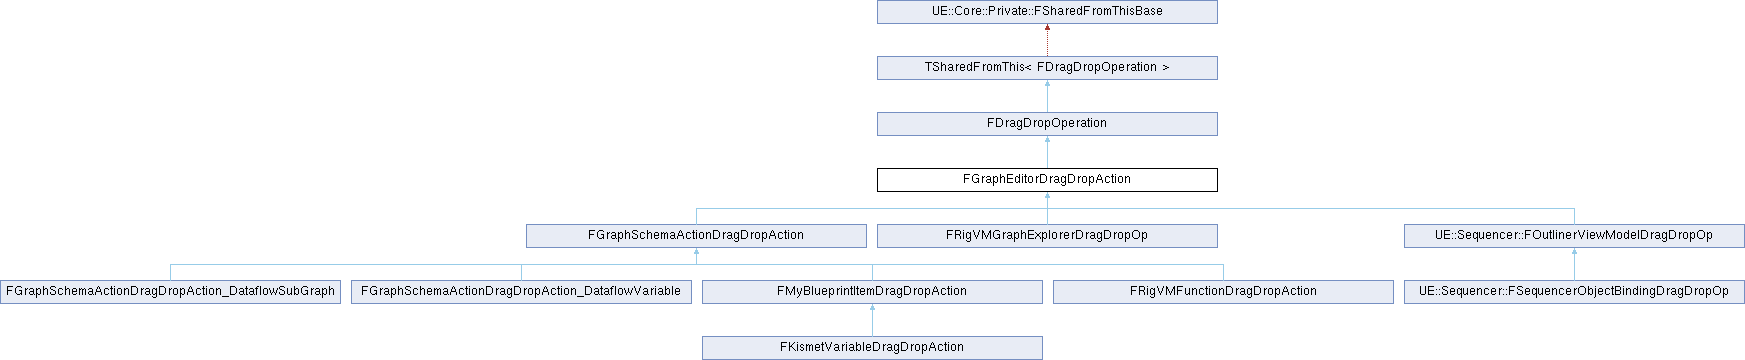 UE::Core::Private::FSharedFromThisBase
TSharedFromThis< FDragDropOperation >
FDragDropOperation
FGraphEditorDragDropAction
FGraphSchemaActionDragDropAction
FRigVMGraphExplorerDragDropOp
UE::Sequencer::FOutlinerViewModelDragDropOp
FGraphSchemaActionDragDropAction_DataflowSubGraph
FGraphSchemaActionDragDropAction_DataflowVariable
FMyBlueprintItemDragDropAction
FRigVMFunctionDragDropAction
UE::Sequencer::FSequencerObjectBindingDragDropOp
FKismetVariableDragDropAction